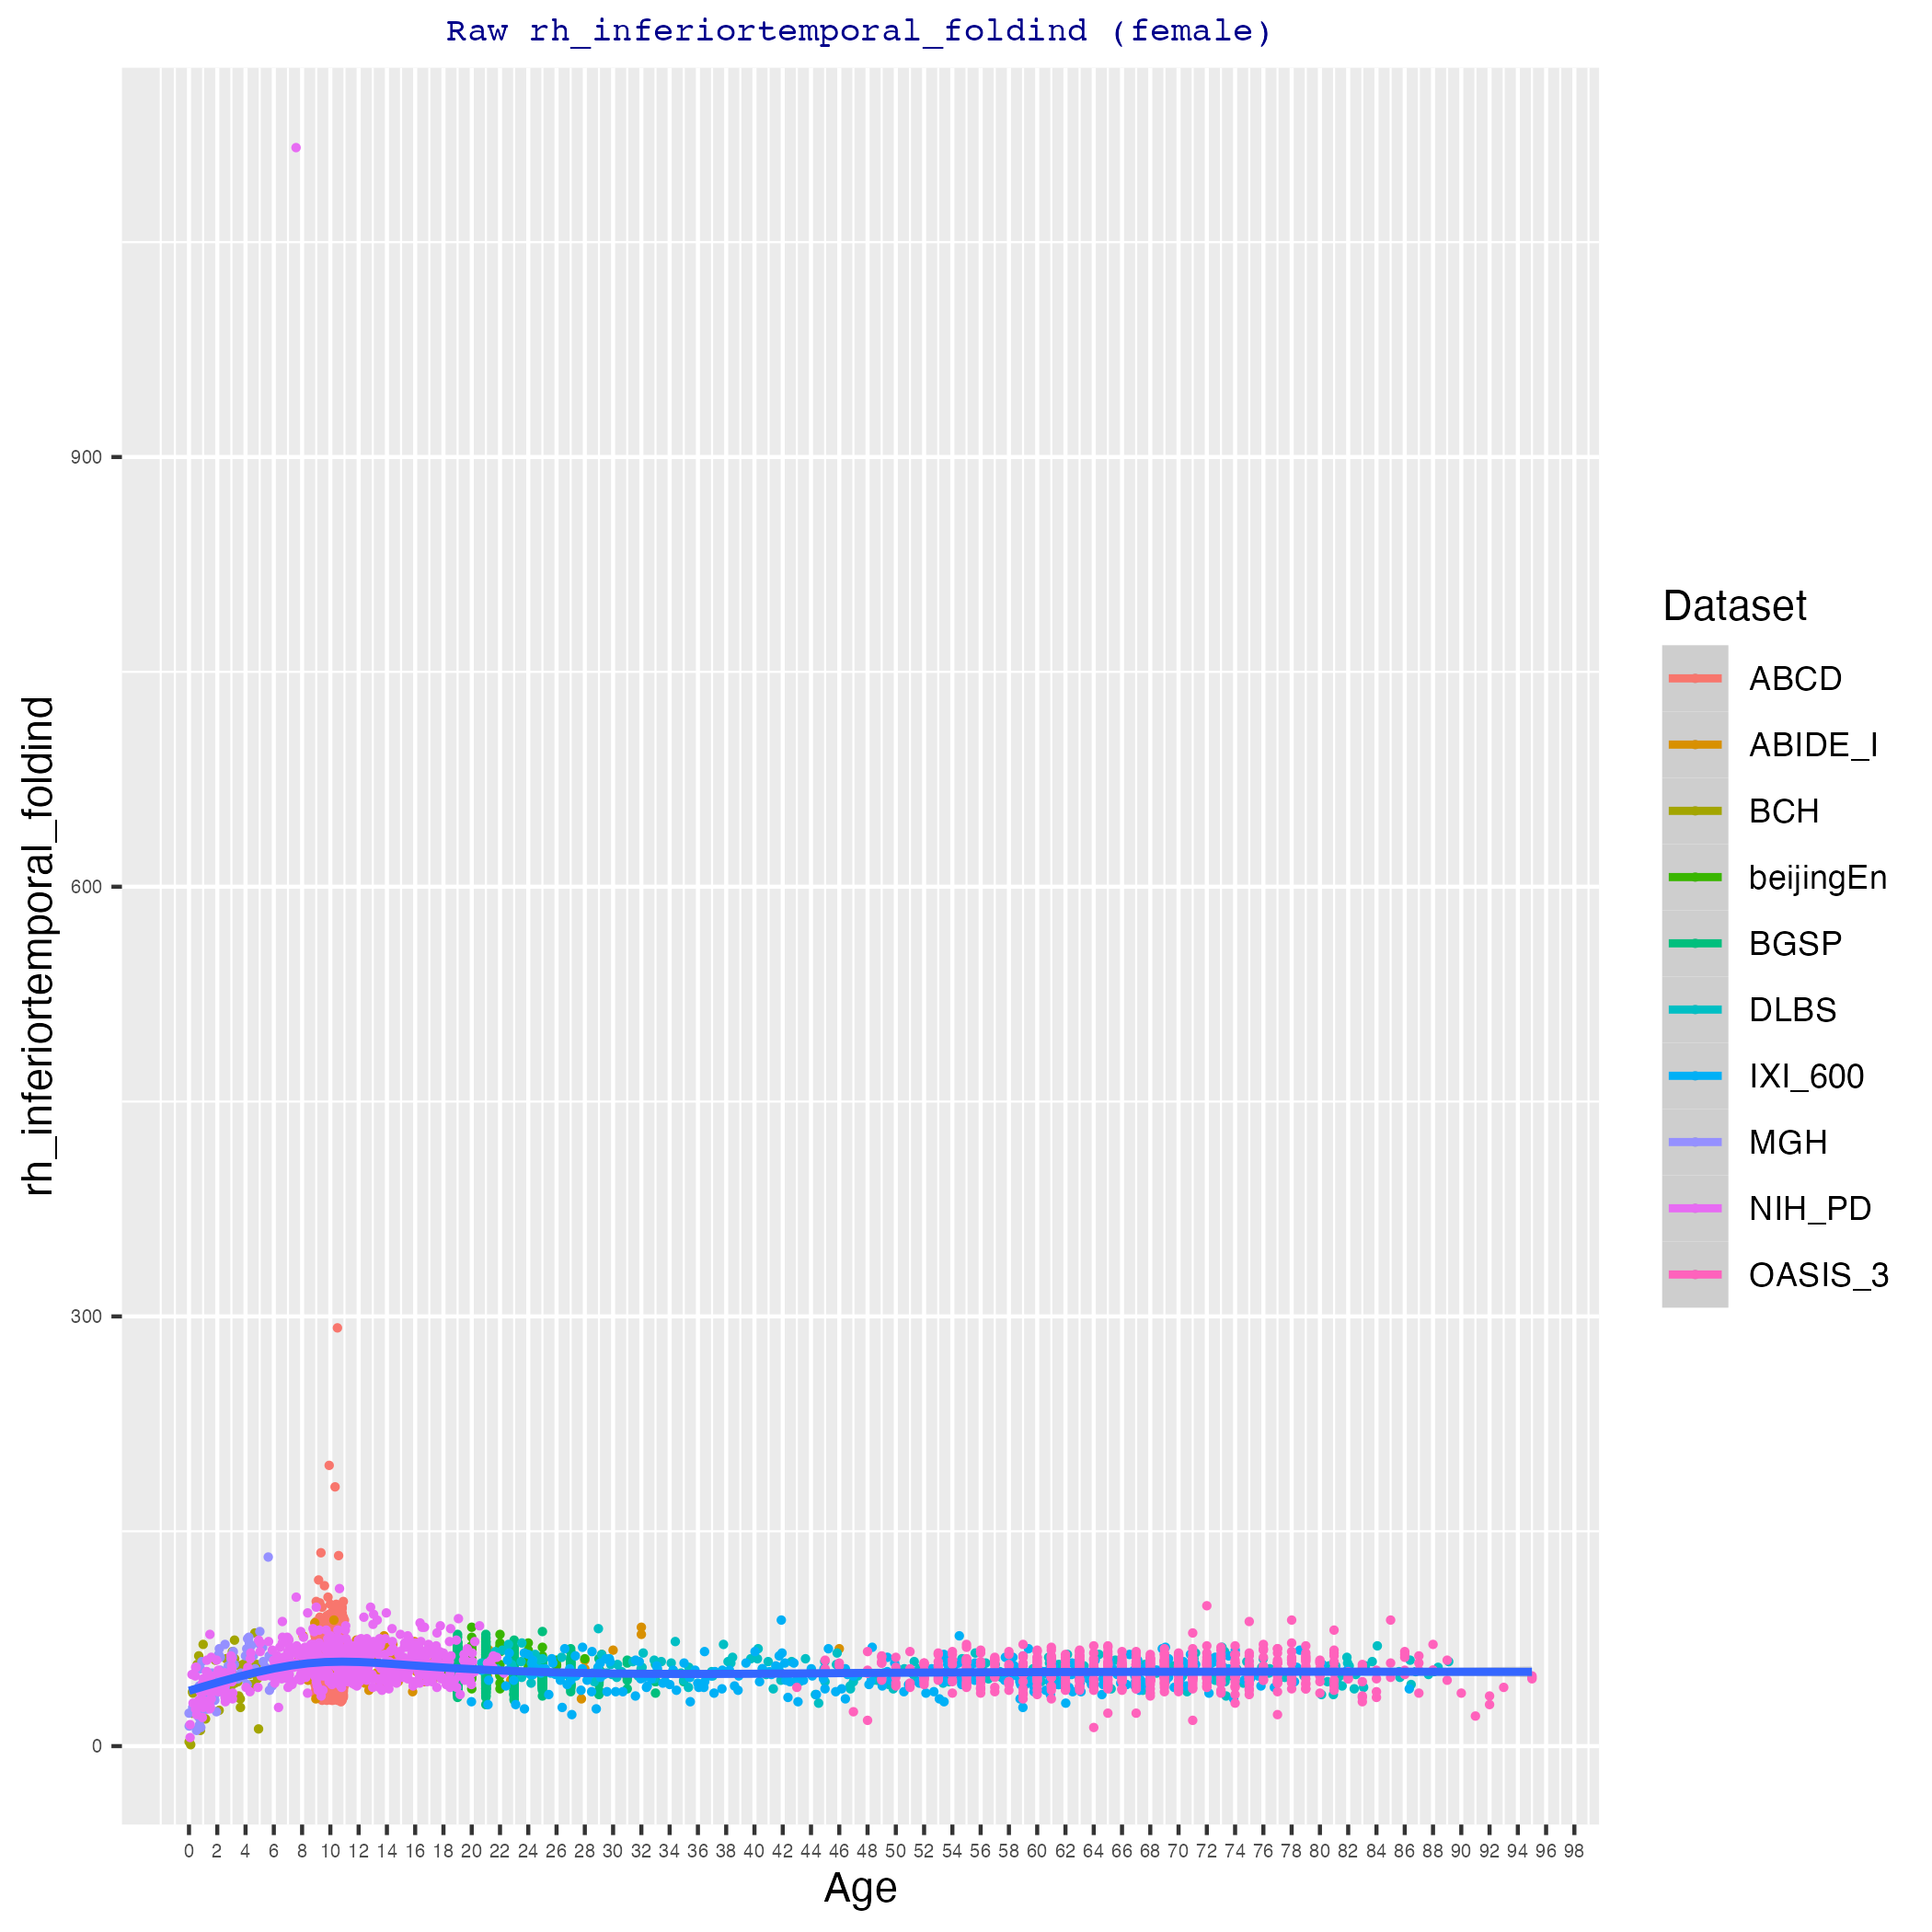 Raw rh_inferiortemporal_foldind (female)
rh_inferiortemporal_foldind
900
600
300
0
0 2 4 6 8 10 12 14 16 18 20 22 24 26 28 30 32 34 36 38 40 42 44 46 48 50 52 54 56 58 60 62 64 66 68 70 72 74 76 78 80 82 84 86 88 90 92 94 96 98
Age
Dataset
ABCD
ABIDE_I
BCH
beijingEn
BGSP
DLBS
IXI_600
MGH
NIH_PD
OASIS_3